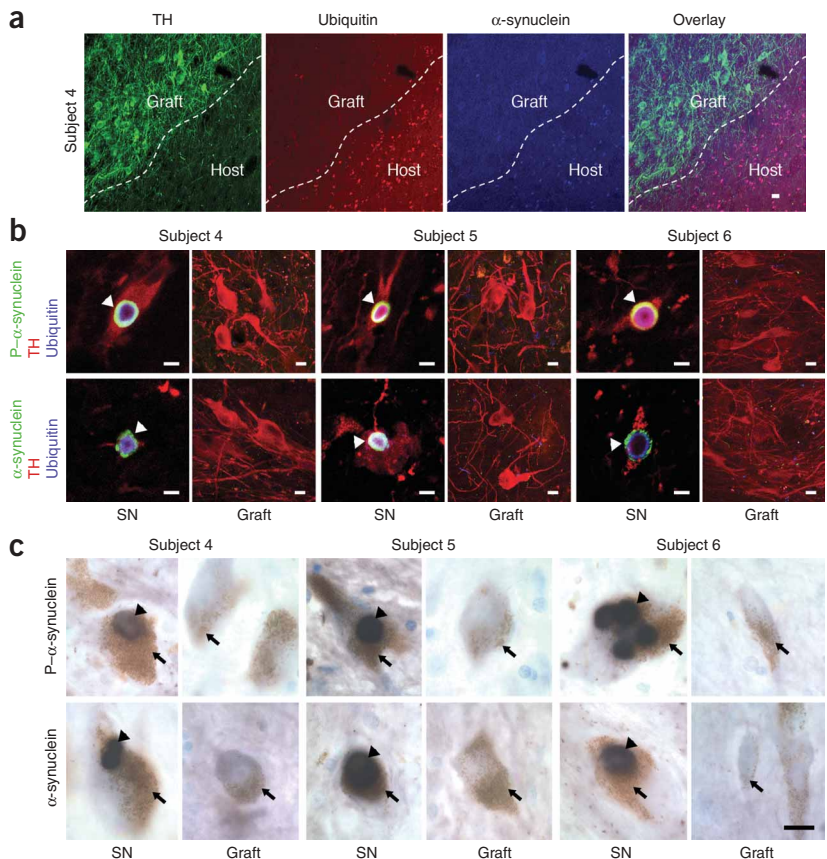 a
TH Ubiquitin α-synuclein Overlay
Subject 4
Graft Graft Graft
Host Host Host Host
b
Subject 4 Subject 5 Subject 6
P–α-synuclein
TH
Ubiquitin
α-synuclein
TH
Ubiquitin
SN Graft SN Graft SN Graft
c
Subject 4 Subject 5 Subject 6
P–α-synuclein
α-synuclein
SN Graft SN Graft SN Graft